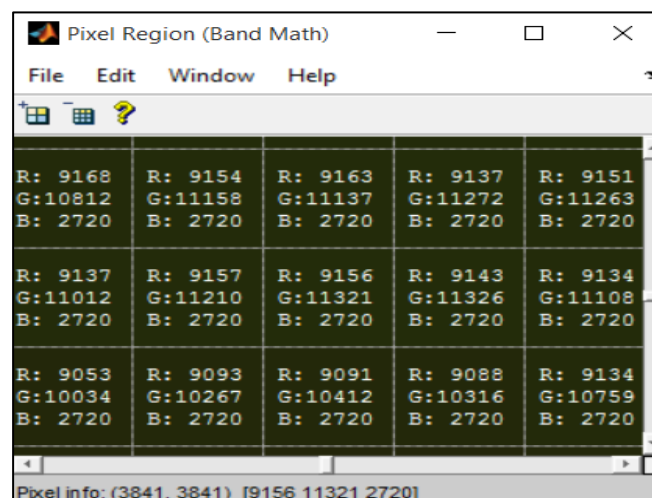 Pixel Region (Band Math)
File Edit Window Help
R: 9168 R: 9154 R: 9163 R: 9137 R: 9151
G:10812 G:11158 G:11137 G:11272 G:11263
B: 2720 B: 2720 B: 2720 B: 2720 B: 2720
R: 9137 R: 9157 R: 9156 R: 9143 R: 9134
G:11012 G:11210 G:11321 G:11326 G:11108
B: 2720 B: 2720 B: 2720 B: 2720 B: 2720
R: 9053 R: 9093 R: 9091 R: 9088 R: 9134
G:10034 G:10267 G:10412 G:10316 G:10759
B: 2720 B: 2720 B: 2720 B: 2720 B: 2720
Pixel info: (3841, 3841) [9156 11321 2720]